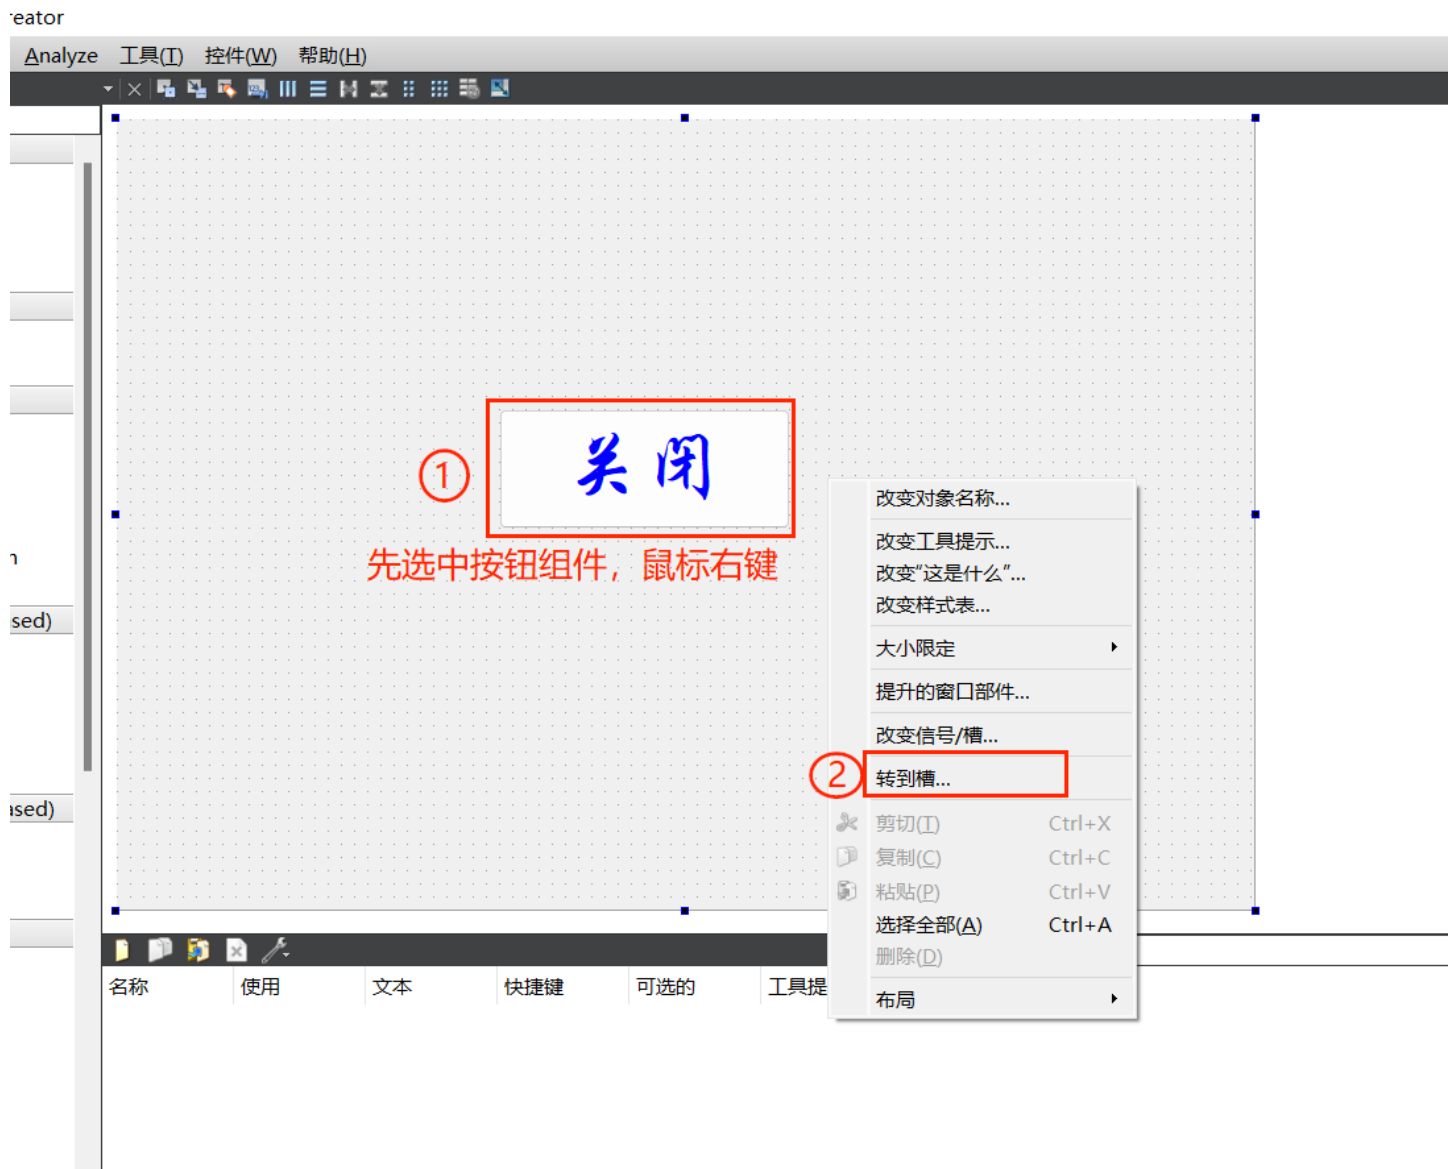 reator
Analyze 工具(T) 控件(W) 帮助(H)
关闭
①
先选中按钮组件，鼠标右键
sed)
ased)
改变对象名称...
改变工具提示...
改变“这是什么”...
改变样式表...
大小限定
提升的窗口部件...
改变信号/槽...
② 转到槽...
剪切(T) Ctrl+X
复制(C) Ctrl+C
粘贴(P) Ctrl+V
选择全部(A) Ctrl+A
删除(D)
布局
名称 使用 文本 快捷键 可选的 工具提